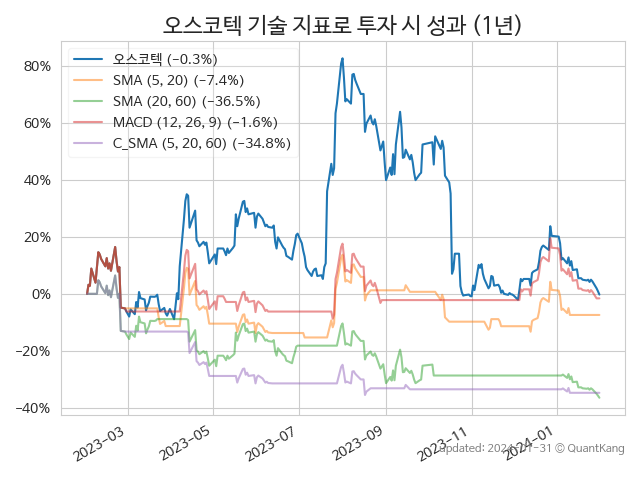 오스코텍 기술 지표로 투자 시 성과 (1년)
오스코텍 (−0.3%)
SMA (5, 20) (−7.4%)
SMA (20, 60) (−36.5%)
MACD (12, 26, 9) (−1.6%)
C_SMA (5, 20, 60) (−34.8%)
80%
60%
40%
20%
0%
−20%
−40%
2023-03
2023-05
2023-07
2023-09
2023-11
2024-01
updated: 2024-01-31 © QuantKang